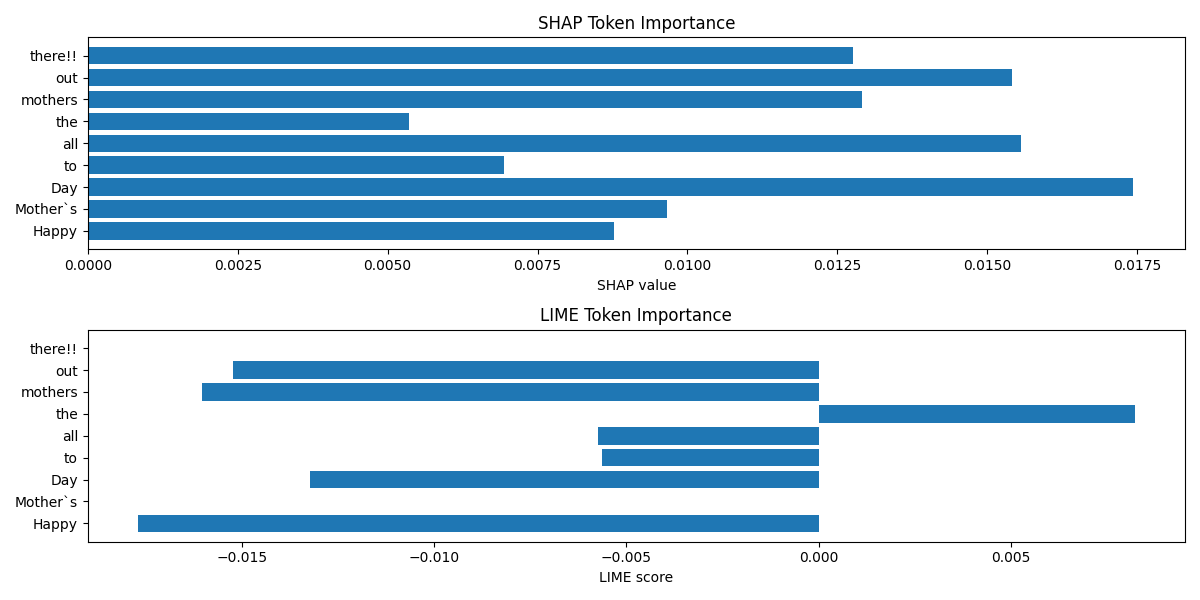 SHAP Token Importance
there!!
out
mothers
the
all
to
Day
Mother`s
Happy
0.0000 0.0025 0.0050 0.0075 0.0100 0.0125 0.0150 0.0175
SHAP value
LIME Token Importance
there!!
out
mothers
the
all
to
Day
Mother`s
Happy
−0.015 −0.010 −0.005 0.000 0.005
LIME score